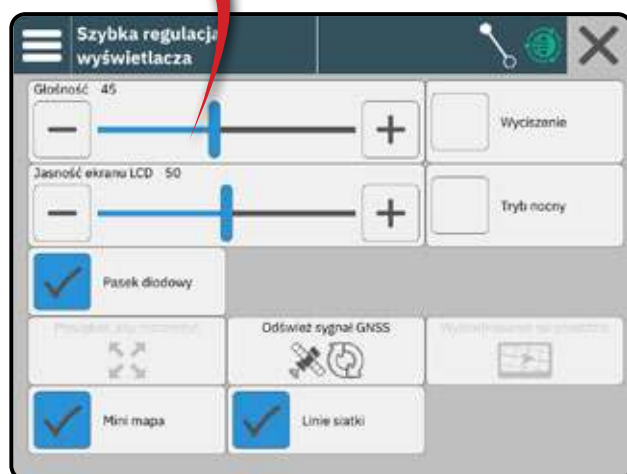 Szybka regulacja
wyświetlacza
Głośność 45
Wyciszenie
Jasność ekranu LCD 50
Tryb nocny
Pasek diodowy
Odśwież sygnał GNSS
Mini mapa
Linie siatki